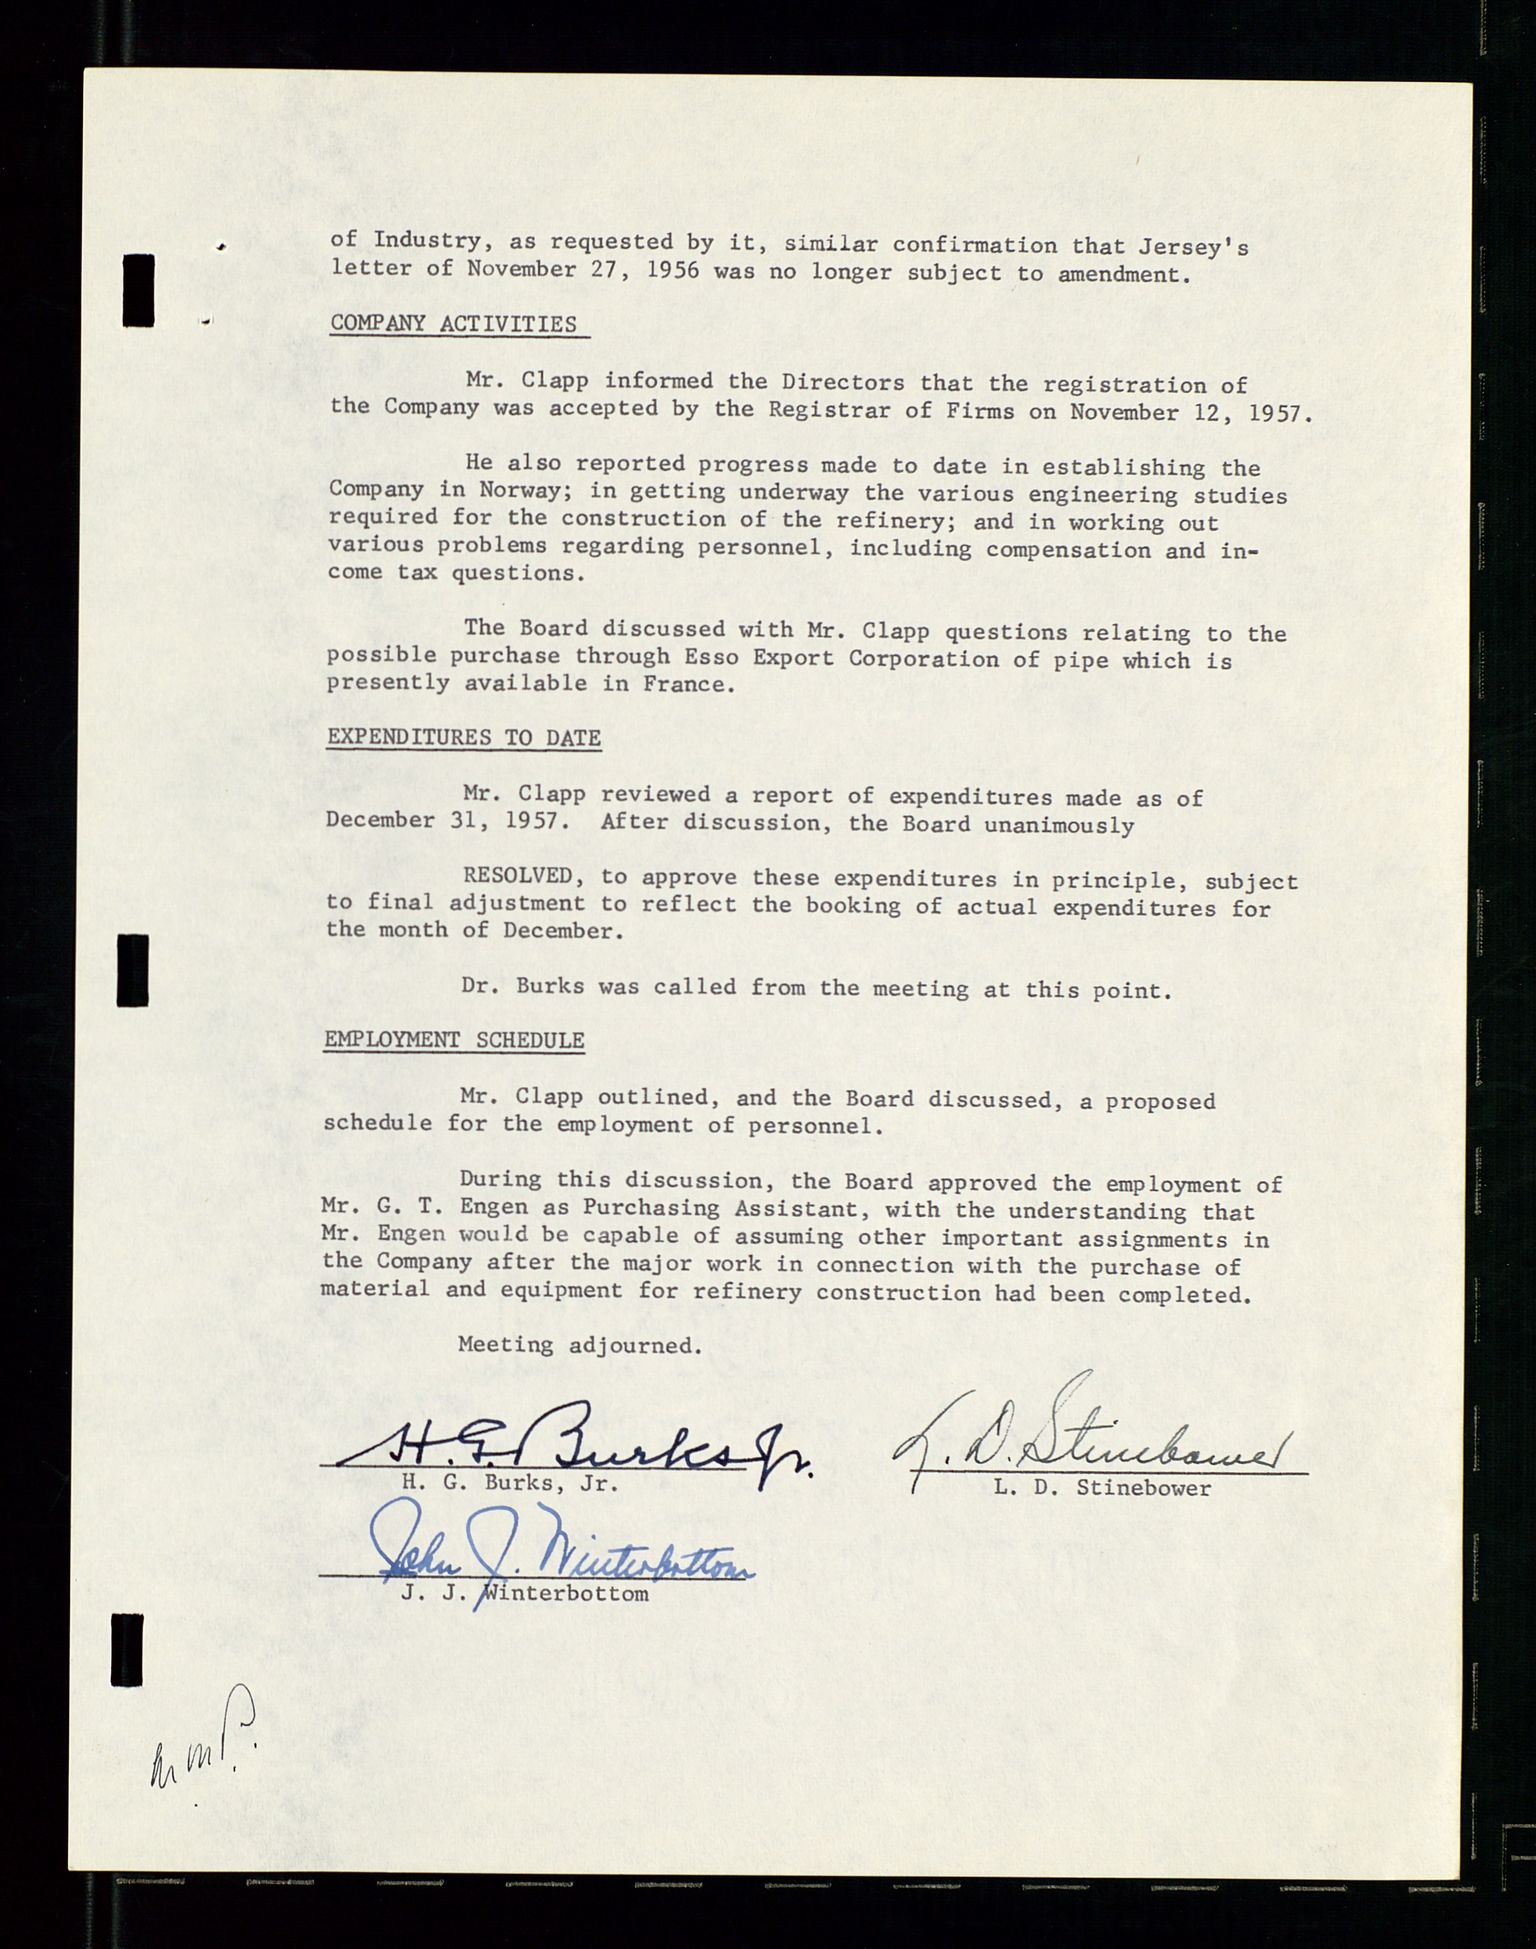 of Industry, as requested by it, similar confirmation that Jersey's
letter of November 27, 1956 was no longer subject to amendment.
COMPANY ACTIVITIES
Mr. Clapp informed the Directors that the registration of
the Company was accepted by the Registrar of Firms on November 12, 1957.
He also reported progress made to date in establishing the
Company in Norway; in getting underway the various engineering studies
required for the construction of the refinery; and in working out
various problems regarding personnel, including compensation and in-
come tax questions.
The Board discussed with Mr. Clapp questions relating to the
possible purchase through Esso Export Corporation of pipe which is
presently available in France.
EXPENDITURES TO DATE
Mr. Clapp reviewed a report of expenditures made as of
December 31, 1957. After discussion, the Board unanimously
RESOLVED, to approve these expenditures in principle, subject
to final adjustment to reflect the booking of actual expenditures for
the month of December.
Dr. Burks was called from the meeting at this point.
EMPLOYMENT SCHEDULE
Mr. Clapp outlined, and the Board discussed, a proposed
schedule for the employment of personnel.
During this discussion, the Board approved the employment of
Mr. G. T. Engen as Purchasing Assistant, with the understanding that
Mr. Engen would be capable of assuming other important assignments in
the Company after the major work in connection with the purchase of
material and equipment for refinery construction had been completed.
Meeting adjourned.
H. G. Burks Jr. L. D. Stinebower
H. G. Burks, Jr. L. D. Stinebower
John J. Winterbottom
J. J. Winterbottom